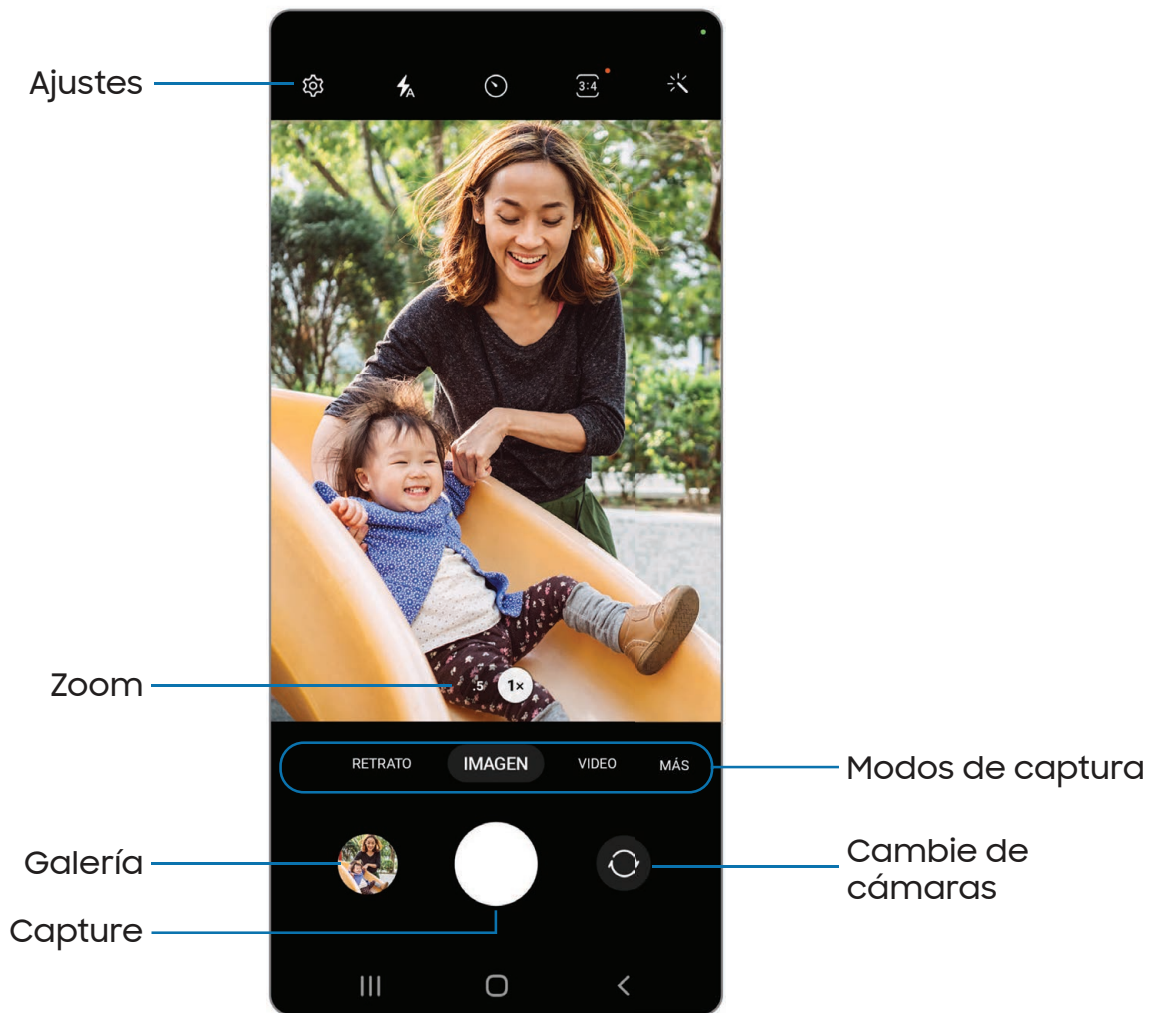 Ajustes
A
3:4
Zoom
.5
1×
RETRATO
IMAGEN
VIDEO
MÁS
Modos de captura
Galería
Cambie de
cámaras
Capture